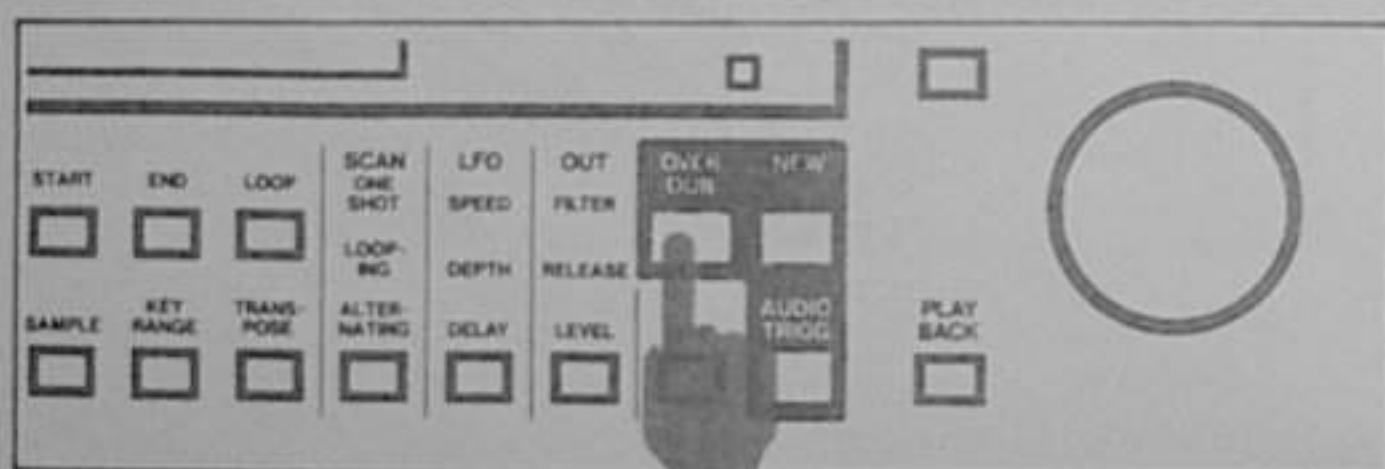 START
END
LOOP
SCAN
ONE
SHOT
LOOP-
ING
LFO
SPEED
DEPTH
OUT
FILTER
RELEASE
OVER
DUB
NEW
SAMPLE
KEY
RANGE
TRANS-
POSE
ALTER-
NATING
DELAY
LEVEL
AUDIO
TRIGG
PLAY
BACK